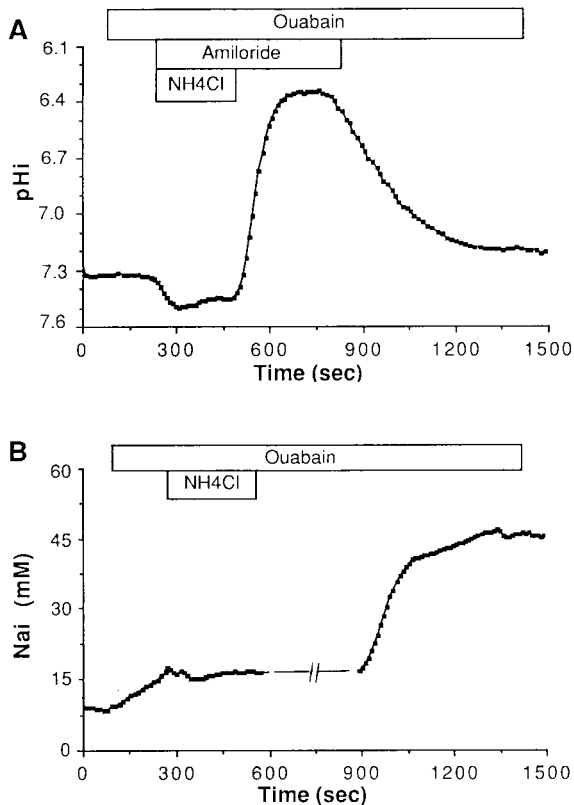 A
Ouabain
Amiloride
NH4Cl
pHi
6.1
6.4
6.7
7.0
7.3
7.6
0 300 600 900 1200 1500
Time (sec)
B
Ouabain
NH4Cl
Nai (mM)
60
45
30
15
0
0 300 600 900 1200 1500
Time (sec)